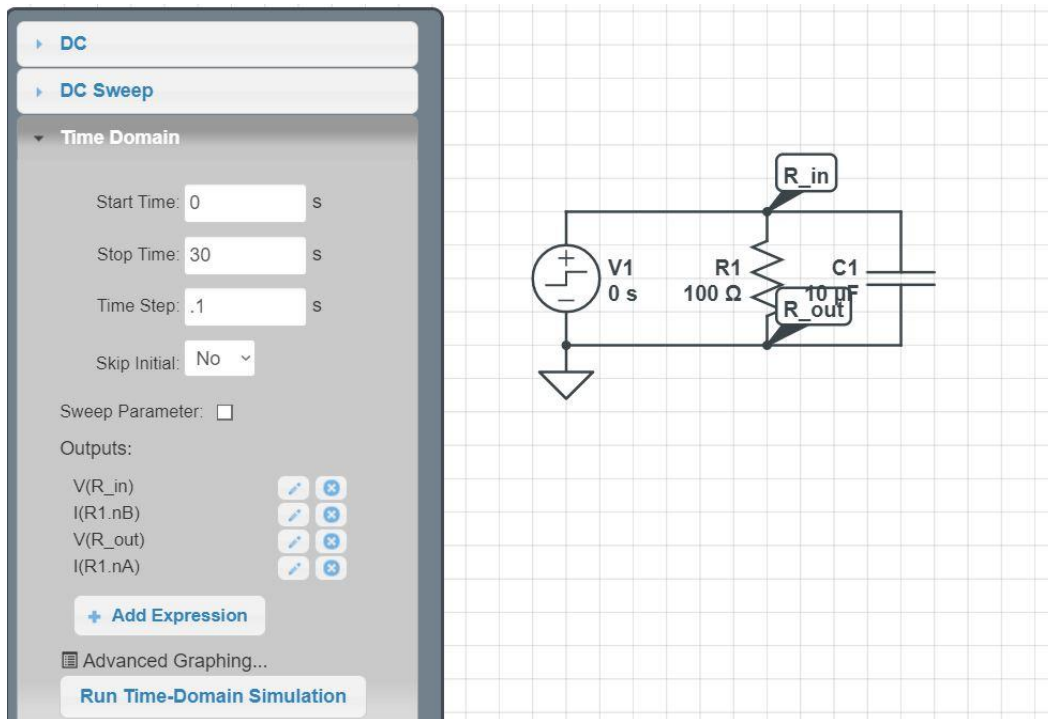 DC
DC Sweep
Time Domain
Start Time: 0 s
Stop Time: 30 s
Time Step: .1 s
Skip Initial: No
Sweep Parameter:
Outputs:
V(R_in)
I(R1.nB)
V(R_out)
I(R1.nA)
+ Add Expression
Advanced Graphing...
Run Time-Domain Simulation
R_in
V1
0 s
R1
100 Ω
C1
10 µF
R_out